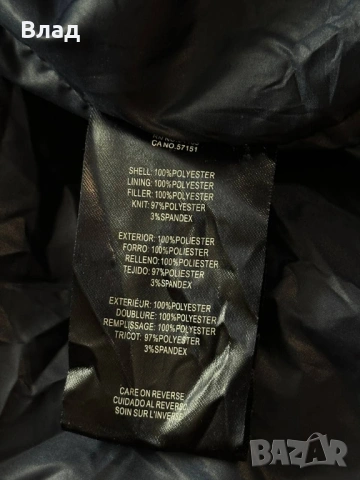 Влад
CA NO. 57151
SHELL: 100%POLYESTER
LINING: 100%POLYESTER
FILLER: 100%POLYESTER
KNIT: 97%POLYESTER
3%SPANDEX
EXTERIOR: 100%POLIESTER
FORRO: 100%POLIESTER
RELLENO:100%POLIESTER
TEJIDO: 97%POLIESTER
3%SPANDEX
EXTERIEUR: 100%POLYESTER
DOUBLURE: 100%POLYESTER
REMPLISSAGE: 100%POLYESTER
TRICOT: 97%POLYESTER
3%SPANDEX
CARE ON REVERSE
CUIDADO AL REVERSO
SOIN SUR L'INVERSE
BAZAR